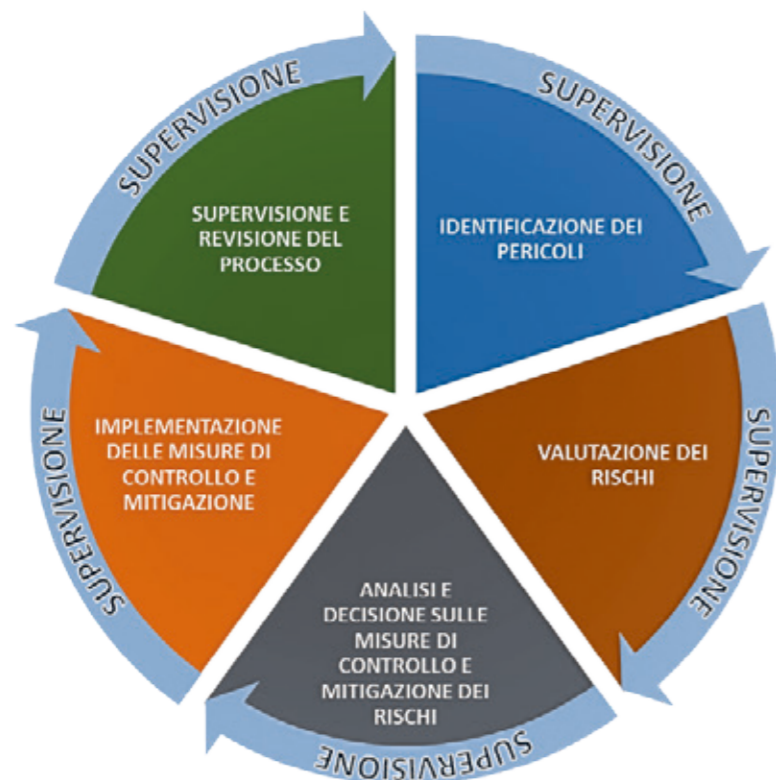 SUPERVISIONE
IDENTIFICAZIONE DEI
PERICOLI
SUPERVISIONE
VALUTAZIONE DEI
RISCHI
SUPERVISIONE
ANALISI E
DECISIONE SULLE
MISURE DI
CONTROLLO E
MITIGAZIONE DEI
RISCHI
SUPERVISIONE
IMPLEMENTAZIONE
DELLE MISURE DI
CONTROLLO E
MITIGAZIONE
SUPERVISIONE
SUPERVISIONE E
REVISIONE DEL
PROCESSO